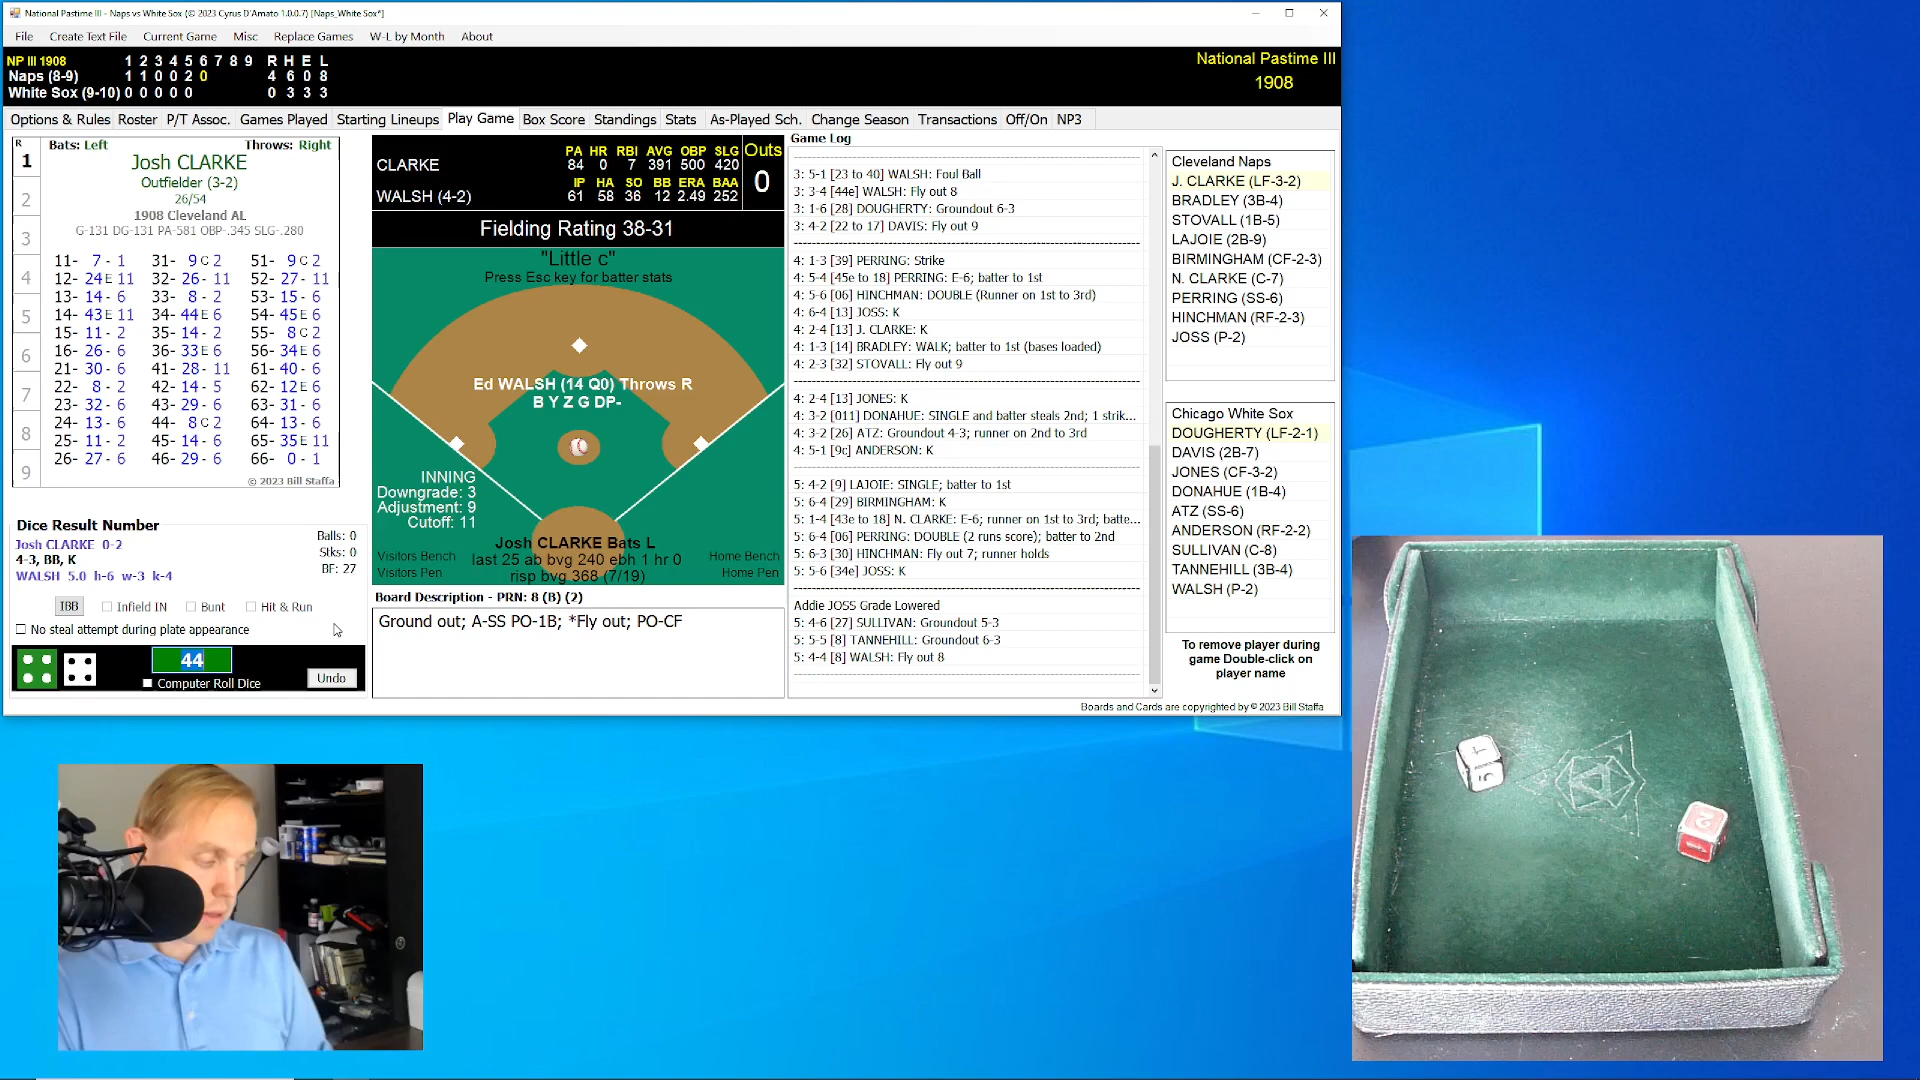 National Pastime III - Naps vs White Sox (© 2023 Cyrus D'Amato 1.0.0.7) [Naps_White Sox*]
File Create Text File Current Game Misc Replace Games W-L by Month About
NP III 1908 1 2 3 4 5 6 7 8 9 R H E L
Naps (8-9) 1 1 0 0 2 0 4 6 0 8
White Sox (9-10) 0 0 0 0 0 0 3 3 3
National Pastime III
1908
Options & Rules Roster P/T Assoc. Games Played Starting Lineups Play Game Box Score Standings Stats As-Played Sch. Change Season Transactions Off/On NP3
R
1
2
3
4
5
6
7
8
9
Bats: Left Throws: Right
Josh CLARKE
Outfielder (3-2)
26/54
1908 Cleveland AL
G-131 DG-131 PA-581 OBP-.345 SLG-.280
11- 7 - 1 31- 9 C 2 51- 9 C 2
12- 24 E 11 32- 26 - 11 52- 27 - 11
13- 14 - 6 33- 8 - 2 53- 15 - 6
14- 43 E 11 34- 44 E 6 54- 45 E 6
15- 11 - 2 35- 14 - 2 55- 8 C 2
16- 26 - 6 36- 33 E 6 56- 34 E 6
21- 30 - 6 41- 28 - 11 61- 40 - 6
22- 8 - 2 42- 14 - 5 62- 12 E 6
23- 32 - 6 43- 29 - 6 63- 31 - 6
24- 13 - 6 44- 8 C 2 64- 13 - 6
25- 11 - 2 45- 14 - 6 65- 35 E 11
26- 27 - 6 46- 29 - 6 66- 0 - 1
© 2023 Bill Staffa
Dice Result Number
Josh CLARKE 0-2
4-3, BB, K
WALSH 5.0 h-6 w-3 k-4
Balls: 0
Stks: 0
BF: 27
IBB Infield IN Bunt Hit & Run
No steal attempt during plate appearance
44
Computer Roll Dice
Undo
PA HR RBI AVG OBP SLG
CLARKE 84 0 7 391 500 420
IP HA SO BB ERA BAA
WALSH (4-2) 61 58 36 12 2.49 252
Outs
0
Fielding Rating 38-31
"Little c"
Press Esc key for batter stats
Ed WALSH (14 Q0) Throws R
B Y Z G DP-
INNING
Downgrade: 3
Adjustment: 9
Cutoff: 11
Josh CLARKE Bats L
last 25 ab bvg 240 ebh 1 hr 0
risp bvg 368 (7/19)
Visitors Bench
Visitors Pen
Home Bench
Home Pen
Board Description - PRN: 8 (B) (2)
Ground out; A-SS PO-1B; *Fly out; PO-CF
Game Log
3: 5-1 [23 to 40] WALSH: Foul Ball
3: 3-4 [44e] WALSH: Fly out 8
3: 1-6 [28] DOUGHERTY: Groundout 6-3
3: 4-2 [22 to 17] DAVIS: Fly out 9
4: 1-3 [39] PERRING: Strike
4: 5-4 [45e to 18] PERRING: E-6; batter to 1st
4: 5-6 [06] HINCHMAN: DOUBLE (Runner on 1st to 3rd)
4: 6-4 [13] JOSS: K
4: 2-4 [13] J. CLARKE: K
4: 1-3 [14] BRADLEY: WALK; batter to 1st (bases loaded)
4: 2-3 [32] STOVALL: Fly out 9
4: 2-4 [13] JONES: K
4: 3-2 [011] DONAHUE: SINGLE and batter steals 2nd; 1 strik...
4: 3-2 [26] ATZ: Groundout 4-3; runner on 2nd to 3rd
4: 5-1 [9c] ANDERSON: K
5: 4-2 [9] LAJOIE: SINGLE; batter to 1st
5: 6-4 [29] BIRMINGHAM: K
5: 1-4 [43e to 18] N. CLARKE: E-6; runner on 1st to 3rd; batte...
5: 6-4 [06] PERRING: DOUBLE (2 runs score); batter to 2nd
5: 6-3 [30] HINCHMAN: Fly out 7; runner holds
5: 5-6 [34e] JOSS: K
Addie JOSS Grade Lowered
5: 4-6 [27] SULLIVAN: Groundout 5-3
5: 5-5 [8] TANNEHILL: Groundout 6-3
5: 4-4 [8] WALSH: Fly out 8
Cleveland Naps
J. CLARKE (LF-3-2)
BRADLEY (3B-4)
STOVALL (1B-5)
LAJOIE (2B-9)
BIRMINGHAM (CF-2-3)
N. CLARKE (C-7)
PERRING (SS-6)
HINCHMAN (RF-2-3)
JOSS (P-2)
Chicago White Sox
DOUGHERTY (LF-2-1)
DAVIS (2B-7)
JONES (CF-3-2)
DONAHUE (1B-4)
ATZ (SS-6)
ANDERSON (RF-2-2)
SULLIVAN (C-8)
TANNEHILL (3B-4)
WALSH (P-2)
To remove player during
game Double-click on
player name
Boards and Cards are copyrighted by © 2023 Bill Staffa
5
2